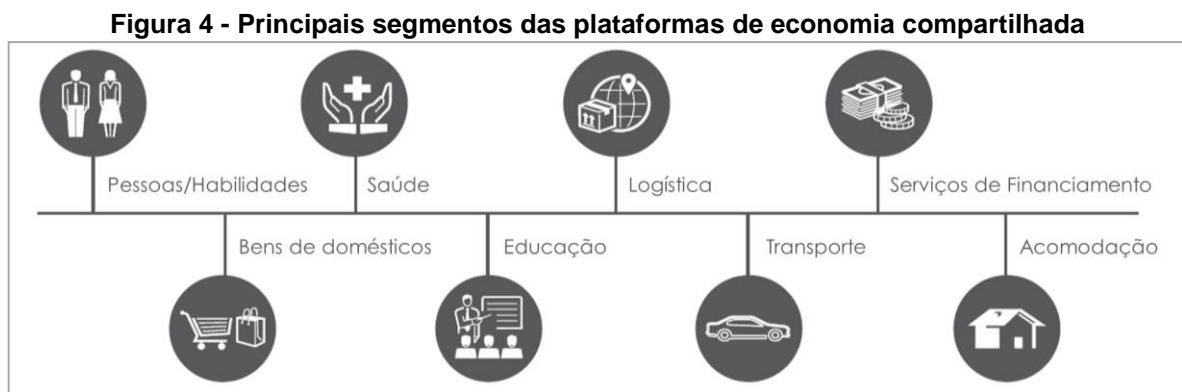 Figura 4 - Principais segmentos das plataformas de economia compartilhada
Pessoas/Habilidades
Saúde
Logística
Serviços de Financiamento
Bens de domésticos
Educação
Transporte
Acomodação